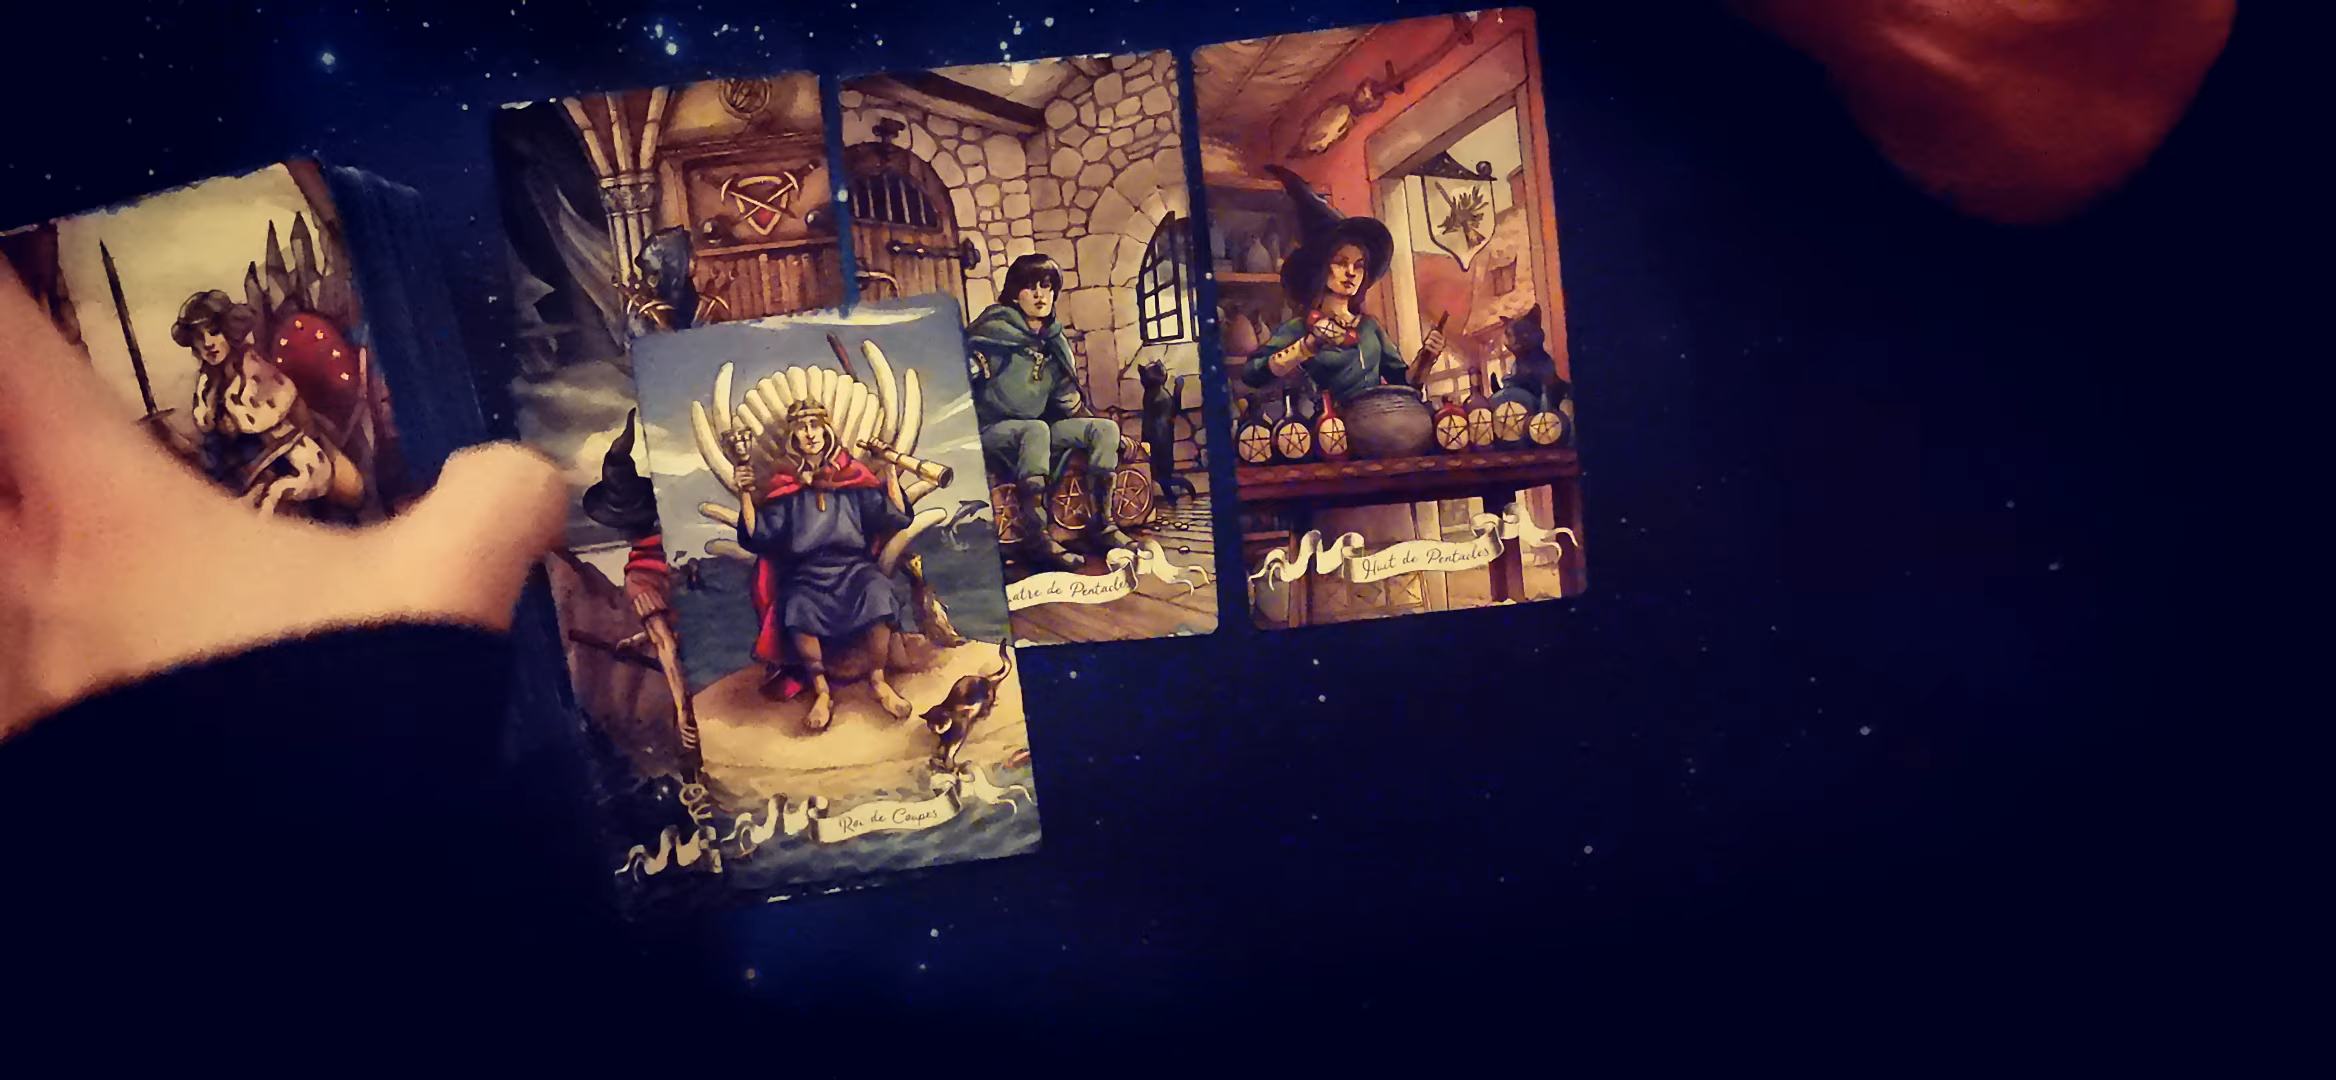 atre de Pentacles
Huit de Pentacles
Roi de Coupes